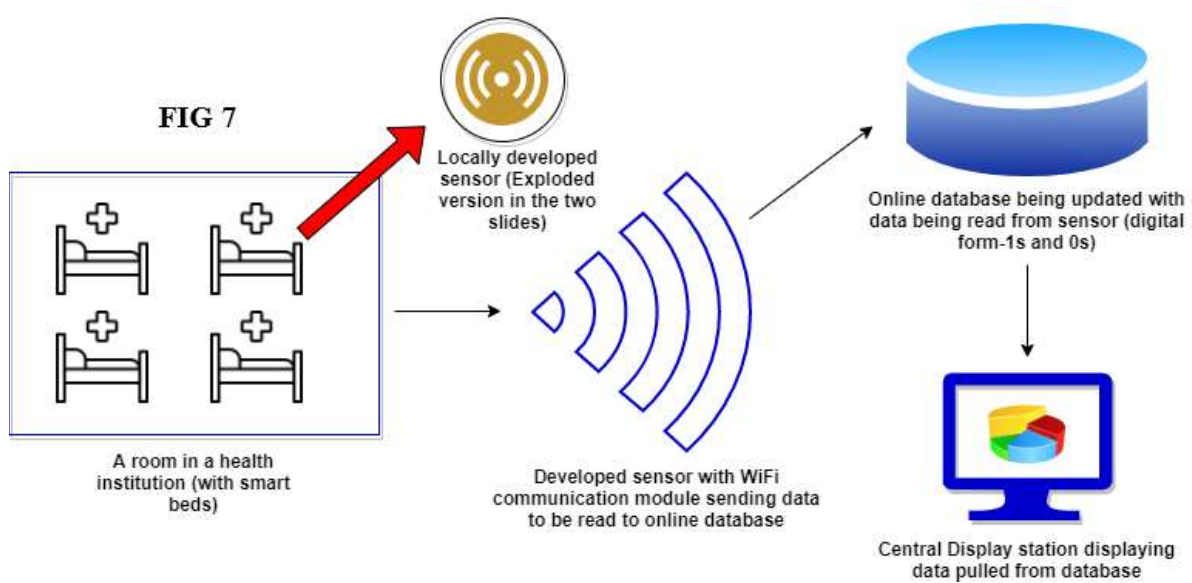 FIG 7
Locally developed
sensor (Exploded
version in the two
slides)
A room in a health
institution (with smart
beds)
Developed sensor with WiFi
communication module sending data
to be read to online database
Online database being updated with
data being read from sensor (digital
form-1s and 0s)
Central Display station displaying
data pulled from database